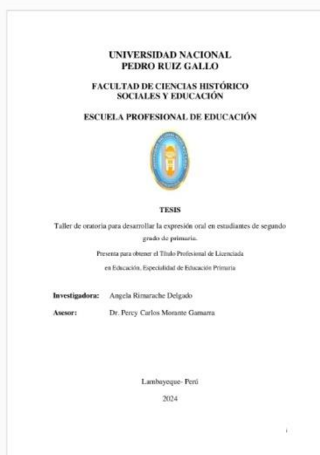 UNIVERSIDAD NACIONAL
PEDRO RUIZ GALLO
FACULTAD DE CIENCIAS HISTÓRICO
SOCIALES Y EDUCACIÓN
ESCUELA PROFESIONAL DE EDUCACIÓN
TESIS
Taller de oratoria para desarrollar la expresión oral en estudiantes de segundo
grado de primaria.
Presenta para obtener el Título Profesional de Licenciada
en Educación, Especialidad de Educación Primaria
Investigadora: Angela Rimarache Delgado
Asesor: Dr. Percy Carlos Morante Gamarra
Lambayeque- Perú
2024
i